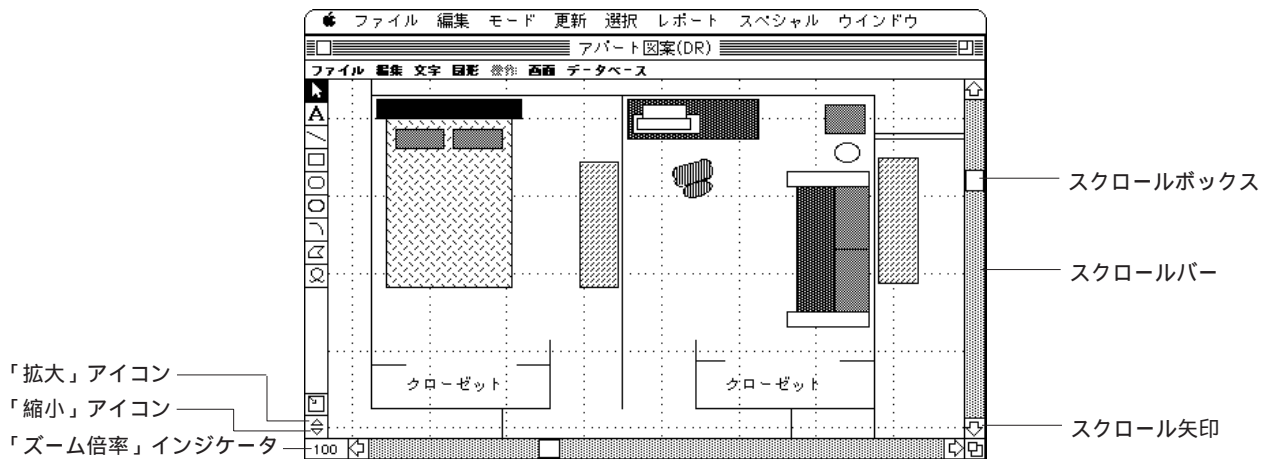 ファイル 編集 モード 更新 選択 レポート スペシャル ウインドウ
アパート図案(DR)
ファイル 編集 文字 図形 操作 画面 データベース
A
スクロールボックス
スクロールバー
クローゼット
クローゼット
「拡大」アイコン
「縮小」アイコン
スクロール矢印
「ズーム倍率」インジケータ
100